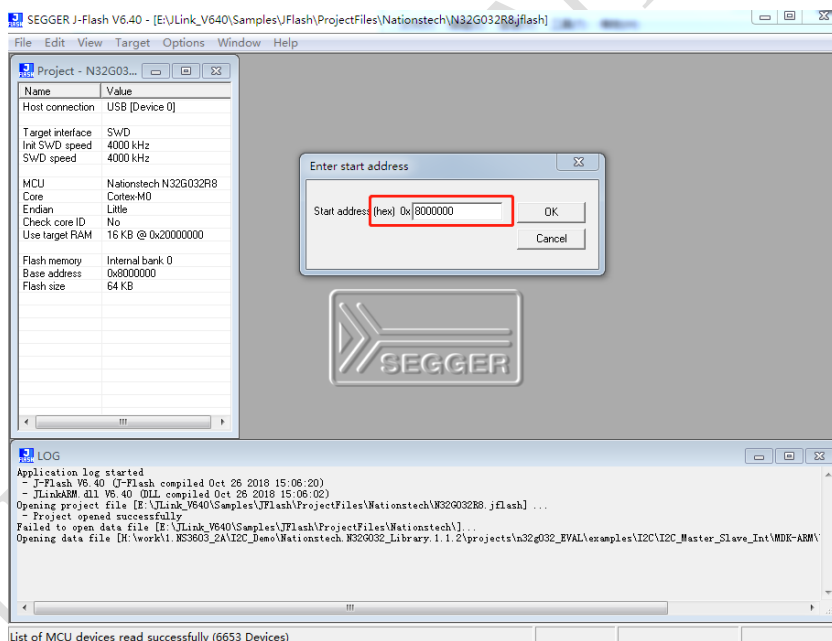 SEGGER J-Flash V6.40 - [E:\JLink_V640\Samples\JFlash\ProjectFiles\Nationstech\N32G032R8.jflash]
File Edit View Target Options Window Help
Project - N32G03...
Name Value
Host connection USB [Device 0]
Target interface SWD
Init SWD speed 4000 kHz
SWD speed 4000 kHz
MCU Nationstech N32G032R8
Core Cortex-M0
Endian Little
Check core ID No
Use target RAM 16 KB @ 0x20000000
Flash memory Internal bank 0
Base address 0x8000000
Flash size 64 KB
Enter start address
Start address (hex) 0x 8000000
OK
Cancel
SEGGER
LOG
Application log started
- J-Flash V6.40 (J-Flash compiled Oct 26 2018 15:06:20)
- JLinkARM.dll V6.40 (DLL compiled Oct 26 2018 15:06:02)
Opening project file [E:\JLink_V640\Samples\JFlash\ProjectFiles\Nationstech\N32G032R8.jflash] ...
- Project opened successfully
Failed to open data file [E:\JLink_V640\Samples\JFlash\ProjectFiles\Nationstech\]...
Opening data file [H:\work\1.NS3603_2A\I2C_Demo\Nationstech.N32G032_Library.1.1.2\projects\n32g032_EVAL\examples\I2C\I2C_Master_Slave_Int\MDK-ARM\
List of MCU devices read successfully (6653 Devices)